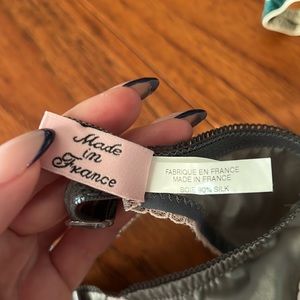 Made
in
France
FABRIQUE EN FRANCE
MADE IN FRANCE
SOIE 90% SILK